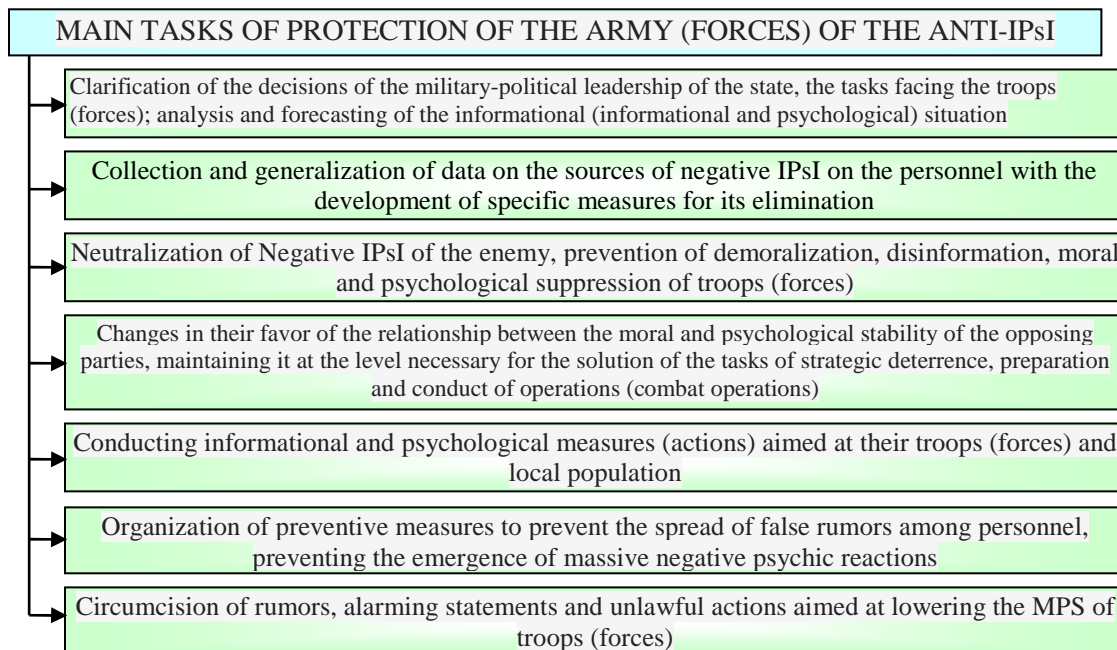 MAIN TASKS OF PROTECTION OF THE ARMY (FORCES) OF THE ANTI-IPsI
Clarification of the decisions of the military-political leadership of the state, the tasks facing the troops
(forces); analysis and forecasting of the informational (informational and psychological) situation
Collection and generalization of data on the sources of negative IPsI on the personnel with the
development of specific measures for its elimination
Neutralization of Negative IPsI of the enemy, prevention of demoralization, disinformation, moral
and psychological suppression of troops (forces)
Changes in their favor of the relationship between the moral and psychological stability of the opposing
parties, maintaining it at the level necessary for the solution of the tasks of strategic deterrence, preparation
and conduct of operations (combat operations)
Conducting informational and psychological measures (actions) aimed at their troops (forces) and
local population
Organization of preventive measures to prevent the spread of false rumors among personnel,
preventing the emergence of massive negative psychic reactions
Circumcision of rumors, alarming statements and unlawful actions aimed at lowering the MPS of
troops (forces)